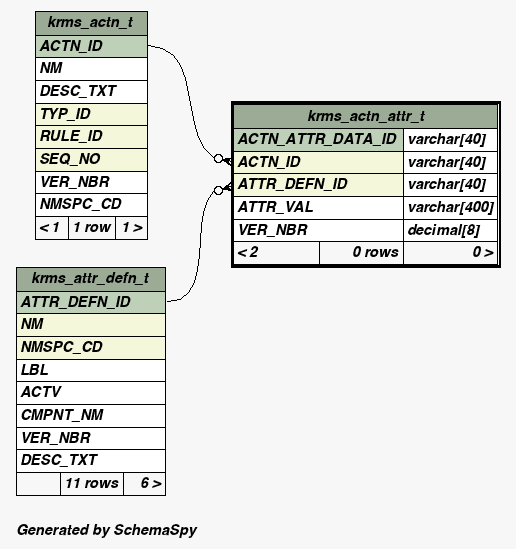 krms_actn_t
ACTN_ID
NM
DESC_TXT
TYP_ID
RULE_ID
SEQ_NO
VER_NBR
NMSPC_CD
< 1 1 row 1 >
krms_actn_attr_t
ACTN_ATTR_DATA_ID varchar[40]
ACTN_ID varchar[40]
ATTR_DEFN_ID varchar[40]
ATTR_VAL varchar[400]
VER_NBR decimal[8]
< 2 0 rows 0 >
krms_attr_defn_t
ATTR_DEFN_ID
NM
NMSPC_CD
LBL
ACTV
CMPNT_NM
VER_NBR
DESC_TXT
11 rows 6 >
Generated by SchemaSpy